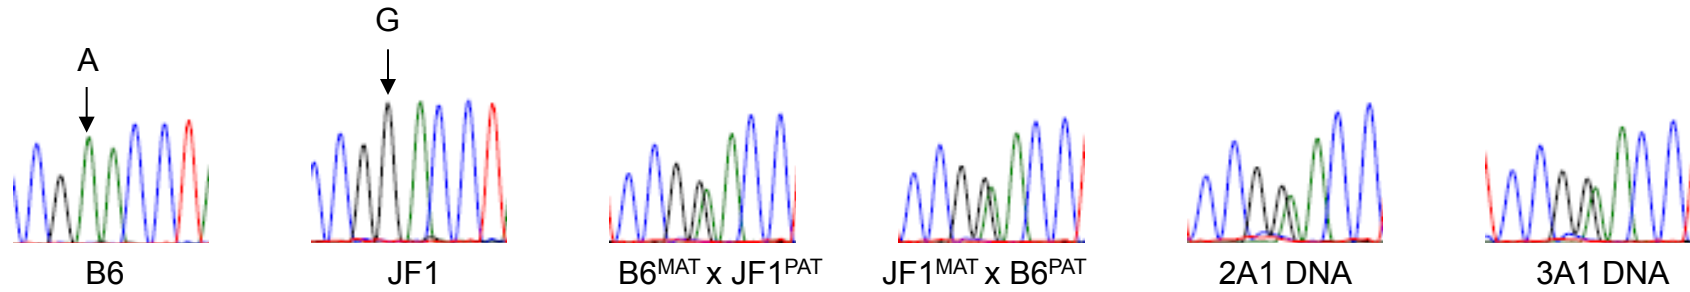 A
G
B6
JF1
B6MAT x JF1PAT
JF1MAT x B6PAT
2A1 DNA
3A1 DNA